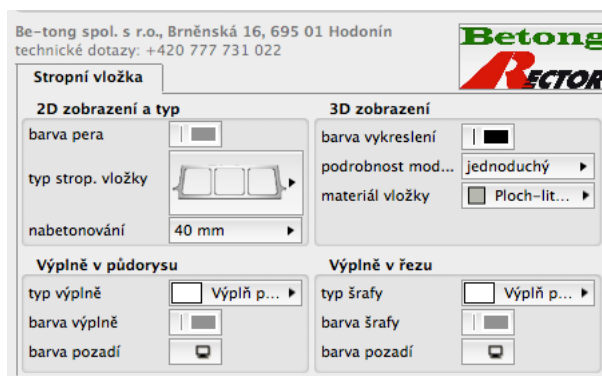 Be-tong spol. s r.o., Brněnská 16, 695 01 Hodonín
technické dotazy: +420 777 731 022
Betong
RECTOR
Stropní vložka
2D zobrazení a typ
barva pera
typ strop. vložky
nabetonování 40 mm
3D zobrazení
barva vykreslení
podrobnost mod... jednoduchý
materiál vložky Ploch-lit...
Výplně v půdorysu
typ výplně Výplň p...
barva výplně
barva pozadí
Výplně v řezu
typ šrafy Výplň p...
barva šrafy
barva pozadí